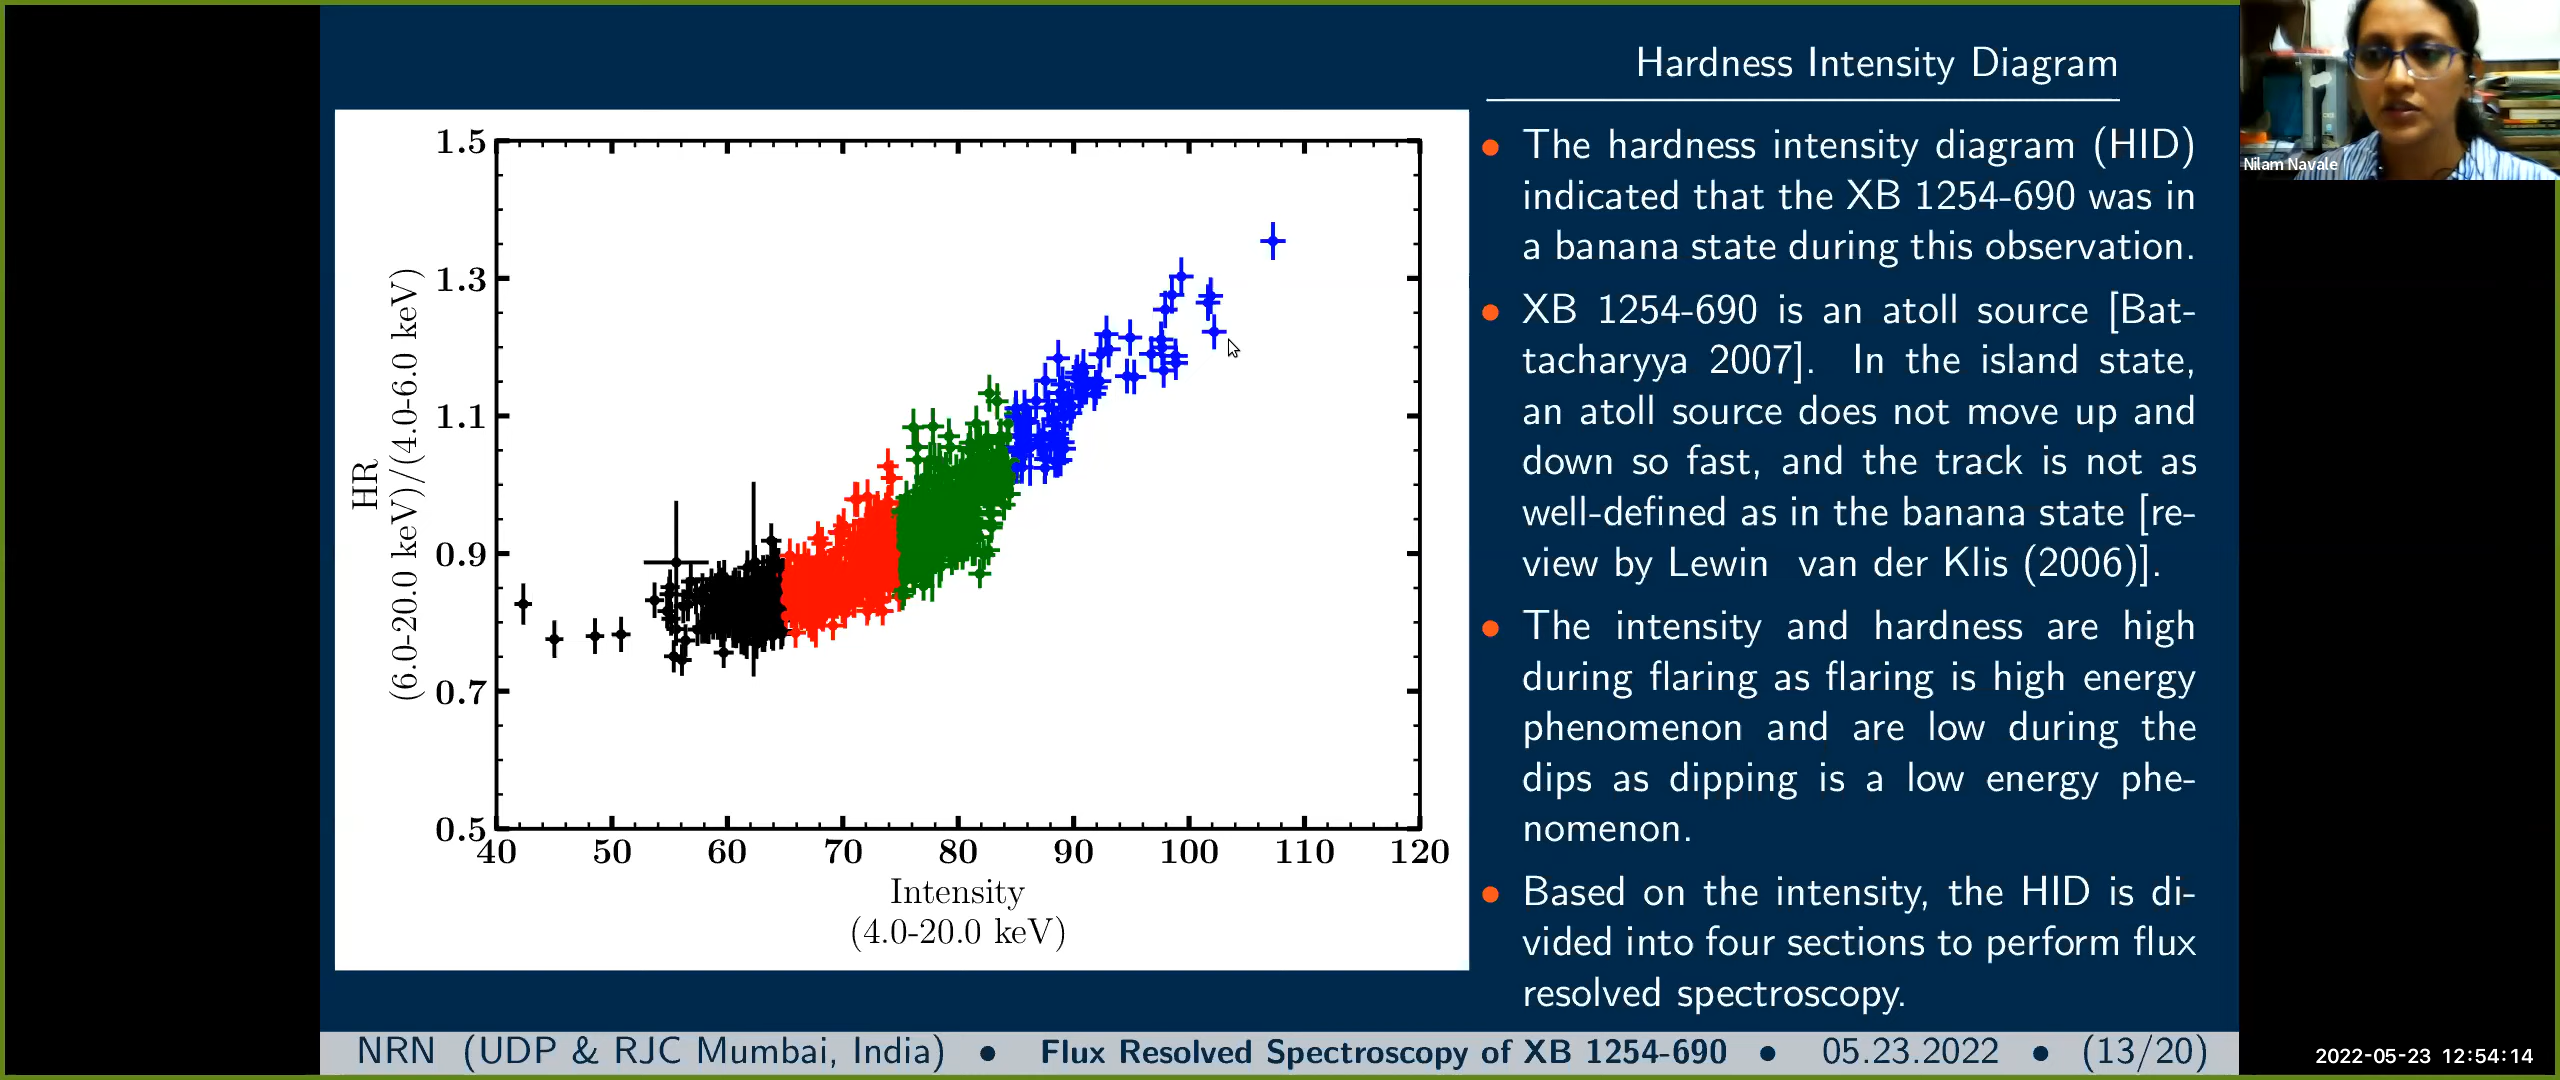 Hardness Intensity Diagram
1.5
1.3
1.1
0.9
0.7
0.5
HR
(6.0-20.0 keV)/(4.0-6.0 keV)
40 50 60 70 80 90 100 110 120
Intensity
(4.0-20.0 keV)
The hardness intensity diagram (HID)
indicated that the XB 1254-690 was in
a banana state during this observation.
XB 1254-690 is an atoll source [Bat-
tacharyya 2007]. In the island state,
an atoll source does not move up and
down so fast, and the track is not as
well-defined as in the banana state [re-
view by Lewin van der Klis (2006)].
The intensity and hardness are high
during flaring as flaring is high energy
phenomenon and are low during the
dips as dipping is a low energy phe-
nomenon.
Based on the intensity, the HID is di-
vided into four sections to perform flux
resolved spectroscopy.
NRN (UDP & RJC Mumbai, India) • Flux Resolved Spectroscopy of XB 1254-690 • 05.23.2022 • (13/20)
Nilam Navale
2022-05-23 12:54:14